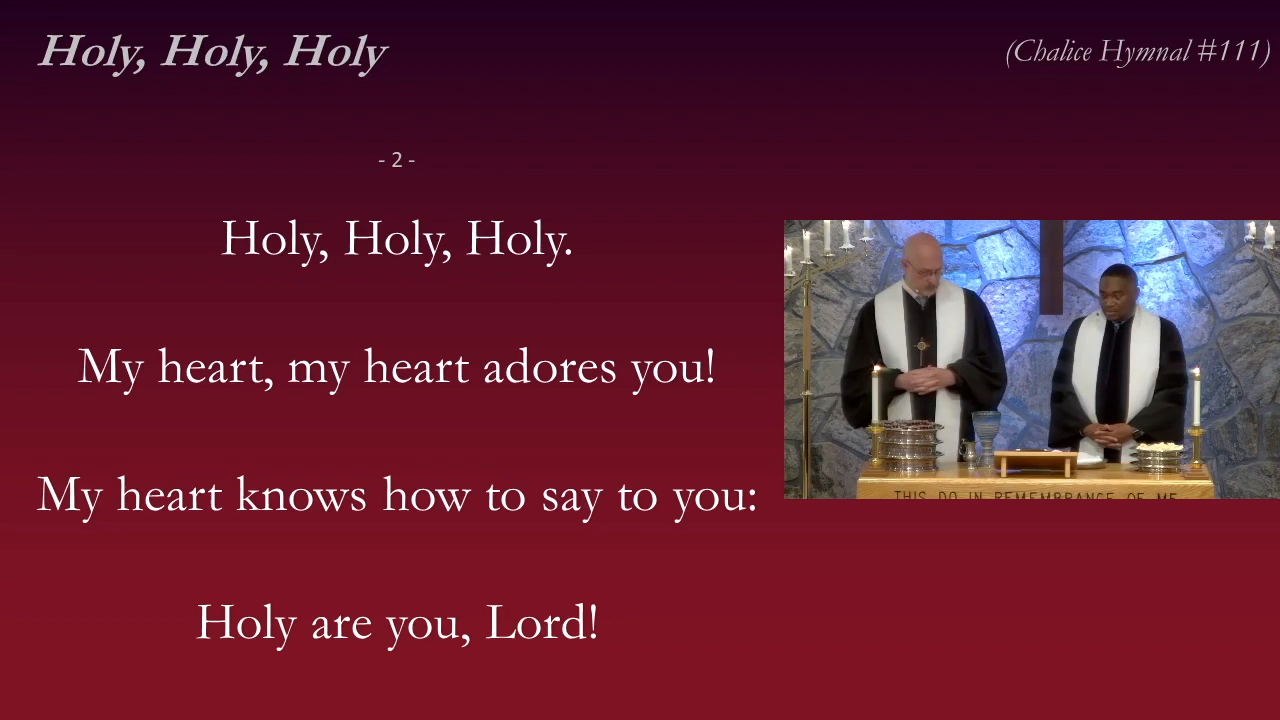 Holy, Holy, Holy
(Chalice Hymnal #111)
- 2 -
Holy, Holy, Holy.
My heart, my heart adores you!
My heart knows how to say to you:
Holy are you, Lord!
THIS DO IN REMEMBRANCE OF ME